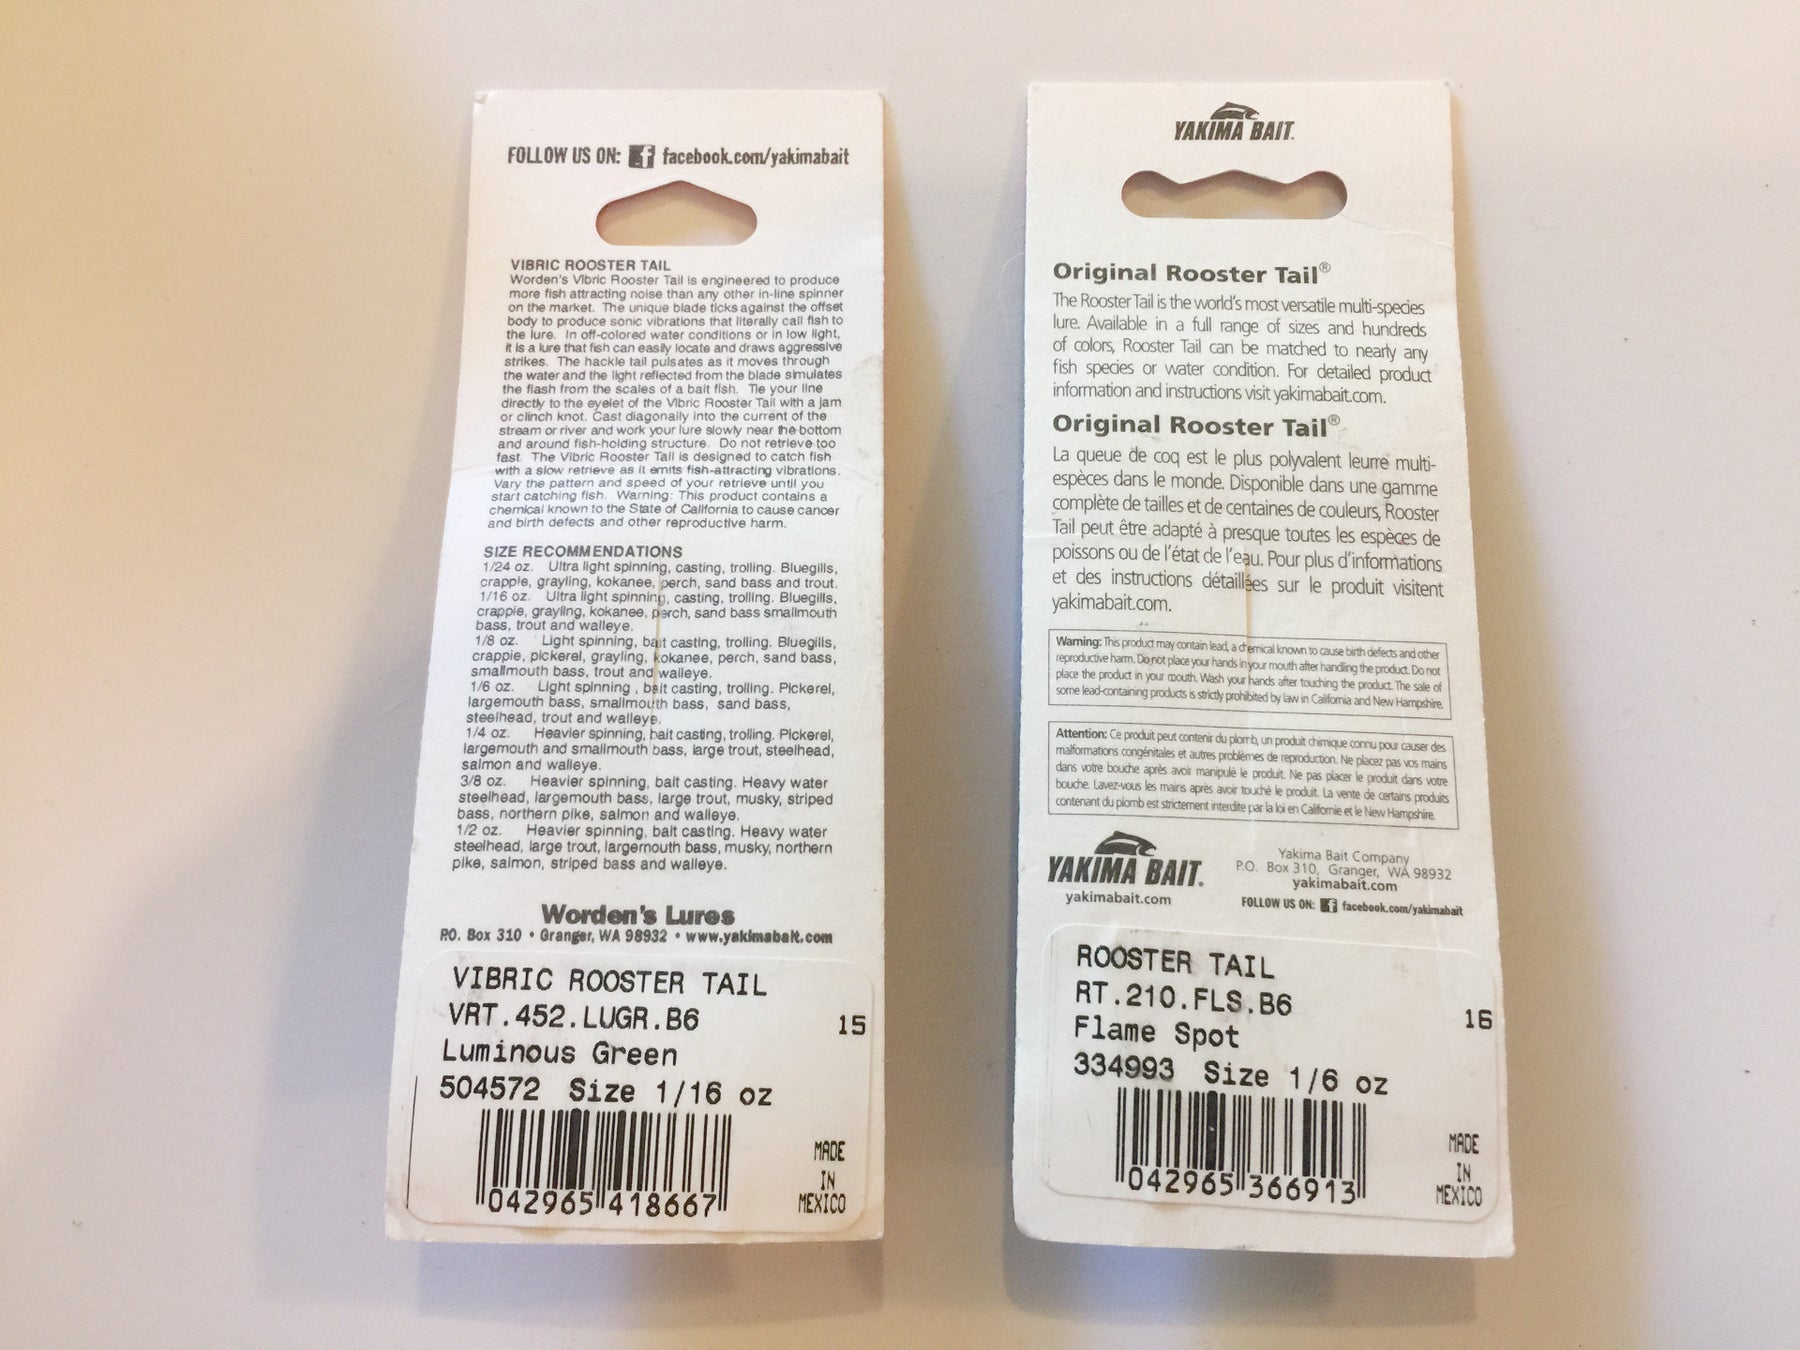 FOLLOW US ON: f facebook.com/yakimabait
VIBRIC ROOSTER TAIL
Worden's Vibric Rooster Tail is engineered to produce
more fish attracting noise than any other in-line spinner
on the market. The unique blade ticks against the offset
body to produce sonic vibrations that literally call fish to
the lure. In off-colored water conditions or in low light,
it is a lure that fish can easily locate and draws aggressive
strikes. The hackle tail pulsates as it moves through
the water and the light reflected from the blade simulates
the flash from the scales of a bait fish. Tie your line
directly to the eyelet of the Vibric Rooster Tail with a jam
or clinch knot. Cast diagonally into the current of the
stream or river and work your lure slowly near the bottom
and around fish-holding structure. Do not retrieve too
fast. The Vibric Rooster Tail is designed to catch fish
with a slow retrieve as it emits fish-attracting vibrations.
Vary the pattern and speed of your retrieve until you
start catching fish. Warning: This product contains a
chemical known to the State of California to cause cancer
and birth defects and other reproductive harm.
SIZE RECOMMENDATIONS
1/24 oz. Ultra light spinning, casting, trolling. Bluegills,
crappie, grayling, kokanee, perch, sand bass and trout.
1/16 oz. Ultra light spinning, casting, trolling. Bluegills,
crappie, grayling, kokanee, perch, sand bass smallmouth
bass, trout and walleye.
1/8 oz. Light spinning, bait casting, trolling. Bluegills,
crappie, pickerel, grayling, kokanee, perch, sand bass,
smallmouth bass, trout and walleye.
1/6 oz. Light spinning , bait casting, trolling. Pickerel,
largemouth bass, smallmouth bass, sand bass,
steelhead, trout and walleye.
1/4 oz. Heavier spinning, bait casting, trolling. Pickerel,
largemouth and smallmouth bass, large trout, steelhead,
salmon and walleye.
3/8 oz. Heavier spinning, bait casting. Heavy water
steelhead, largemouth bass, large trout, musky, striped
bass, northern pike, salmon and walleye.
1/2 oz. Heavier spinning, bait casting. Heavy water
steelhead, large trout, largemouth bass, musky, northern
pike, salmon, striped bass and walleye.
Worden's Lures
P.O. Box 310 • Granger, WA 98932 • www.yakimabait.com
VIBRIC ROOSTER TAIL
VRT.452.LUGR.B6 15
Luminous Green
504572 Size 1/16 oz
MADE
IN
MEXICO
042965 418667
YAKIMA BAIT.
Original Rooster Tail®
The Rooster Tail is the world's most versatile multi-species
lure. Available in a full range of sizes and hundreds
of colors, Rooster Tail can be matched to nearly any
fish species or water condition. For detailed product
information and instructions visit yakimabait.com.
Original Rooster Tail®
La queue de coq est le plus polyvalent leurre multi-
espèces dans le monde. Disponible dans une gamme
complète de tailles et de centaines de couleurs, Rooster
Tail peut être adapté à presque toutes les espèces de
poissons ou de l'état de l'eau. Pour plus d'informations
et des instructions détaillées sur le produit visitent
yakimabait.com.
Warning: This product may contain lead, a chemical known to cause birth defects and other
reproductive harm. Do not place your hands in your mouth after handling the product. Do not
place the product in your mouth. Wash your hands after touching the product. The sale of
some lead-containing products is strictly prohibited by law in California and New Hampshire.
Attention: Ce produit peut contenir du plomb, un produit chimique connu pour causer des
malformations congénitales et autres problèmes de reproduction. Ne placez pas vos mains
dans votre bouche après avoir manipulé le produit. Ne pas placer le produit dans votre
bouche. Lavez-vous les mains après avoir touché le produit. La vente de certains produits
contenant du plomb est strictement interdite par la loi en Californie et le New Hampshire.
YAKIMA BAIT.
yakimabait.com
Yakima Bait Company
P.O. Box 310, Granger, WA 98932
yakimabait.com
FOLLOW US ON: f facebook.com/yakimabait
ROOSTER TAIL
RT.210.FLS.B6 16
Flame Spot
334993 Size 1/6 oz
MADE
IN
MEXICO
042965 366913